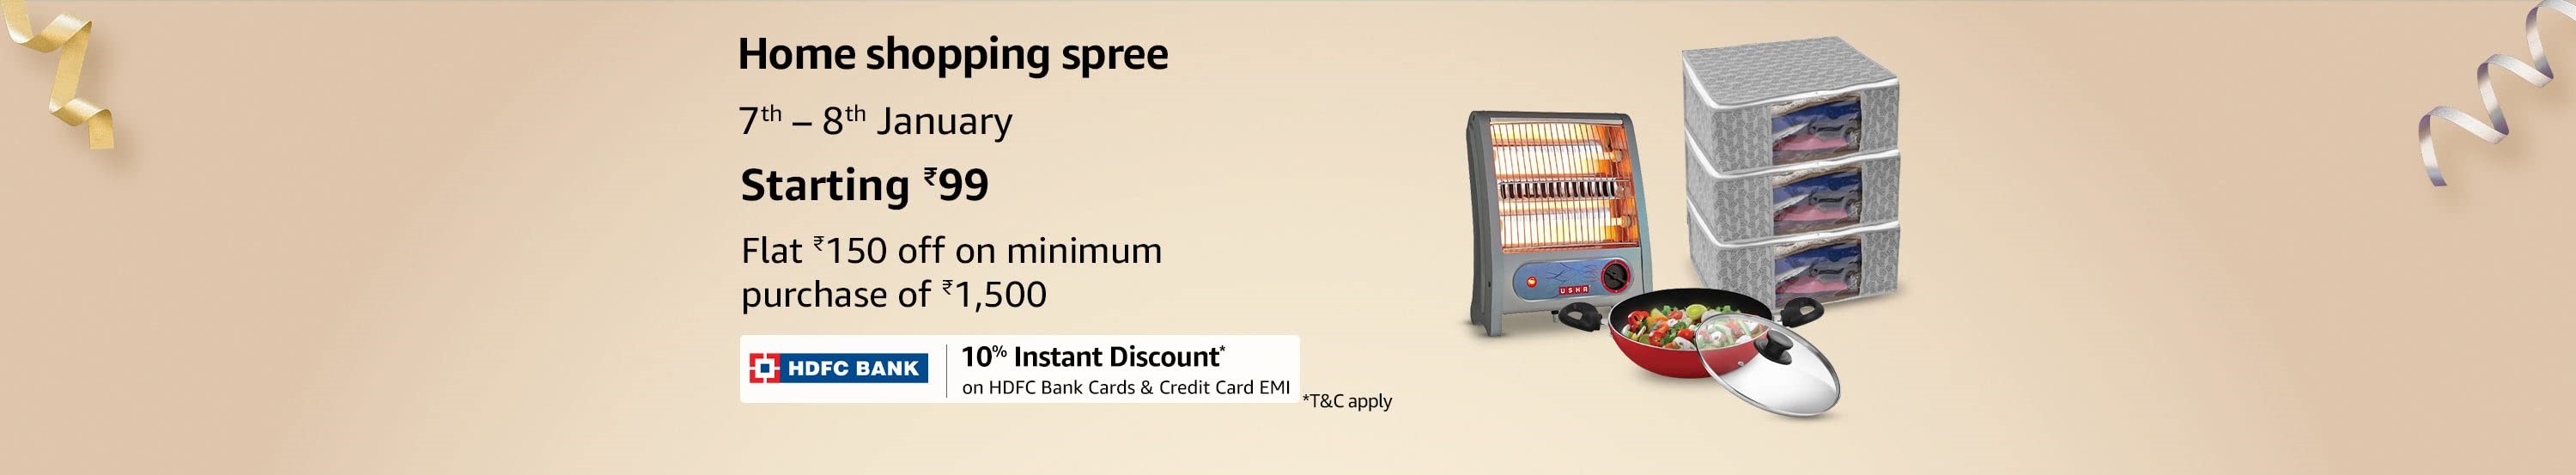 Home shopping spree
7th – 8th January
Starting ₹99
Flat ₹150 off on minimum
purchase of ₹1,500
HDFC BANK
10% Instant Discount*
on HDFC Bank Cards & Credit Card EMI
*T&C apply
USHA